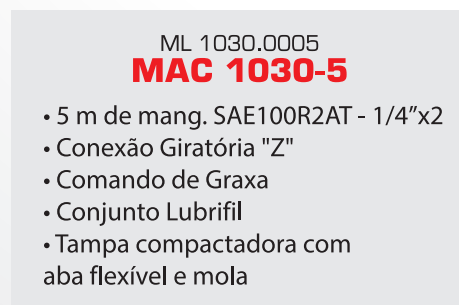 ML 1030.0005
MAC 1030-5
• 5 m de mang. SAE100R2AT - 1/4”x2
• Conexão Giratória "Z"
• Comando de Graxa
• Conjunto Lubrifil
• Tampa compactadora com
aba flexível e mola